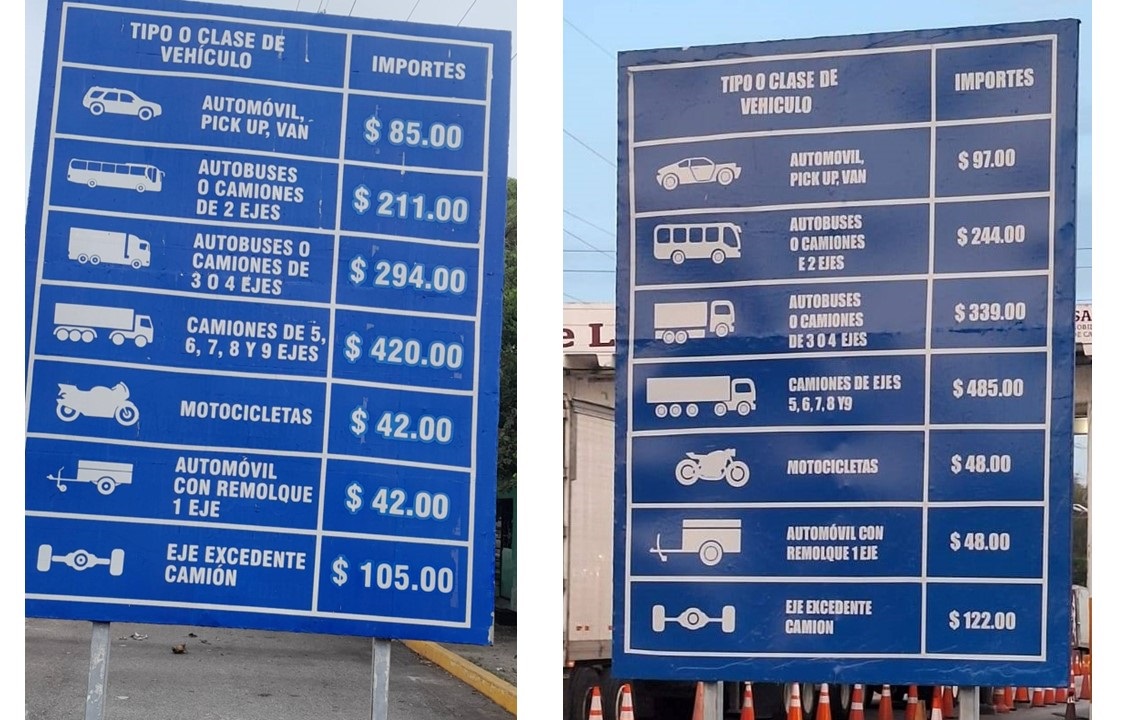 TIPO O CLASE DE
VEHÍCULO
IMPORTES
AUTOMÓVIL,
PICK UP, VAN
$ 85.00
AUTOBUSES
O CAMIONES
DE 2 EJES
$ 211.00
AUTOBUSES O
CAMIONES DE
3 O 4 EJES
$ 294.00
CAMIONES DE 5,
6, 7, 8 Y 9 EJES
$ 420.00
MOTOCICLETAS
$ 42.00
AUTOMÓVIL
CON REMOLQUE
1 EJE
$ 42.00
EJE EXCEDENTE
CAMIÓN
$ 105.00
TIPO O CLASE DE
VEHICULO
IMPORTES
AUTOMOVIL,
PICK UP, VAN
$ 97.00
AUTOBUSES
O CAMIONES
E 2 EJES
$ 244.00
AUTOBUSES
O CAMIONES
DE 3 O 4 EJES
$ 339.00
CAMIONES DE EJES
5, 6, 7, 8 Y9
$ 485.00
MOTOCICLETAS
$ 48.00
AUTOMÓVIL CON
REMOLQUE 1 EJE
$ 48.00
EJE EXCEDENTE
CAMION
$ 122.00
e L